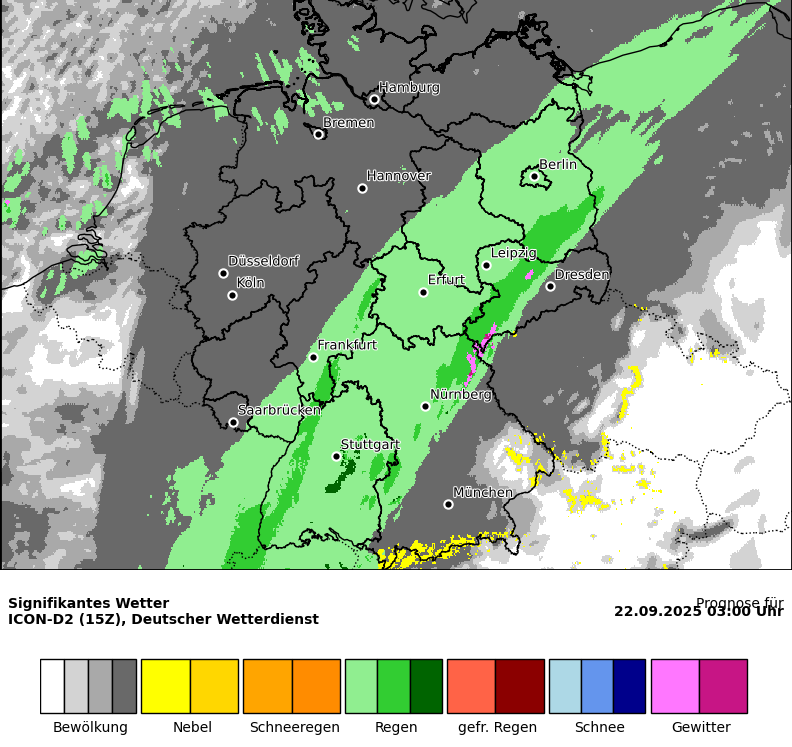 Hamburg
Bremen
Berlin
Hannover
Leipzig
Düsseldorf
Dresden
Köln
Erfurt
Frankfurt
Nürnberg
Saarbrücken
Stuttgart
München
Signifikantes Wetter
Prognose für
22.09.2025 03:00 Uhr
ICON-D2 (15Z), Deutscher Wetterdienst
Bewölkung Nebel Schneeregen Regen gefr. Regen Schnee Gewitter